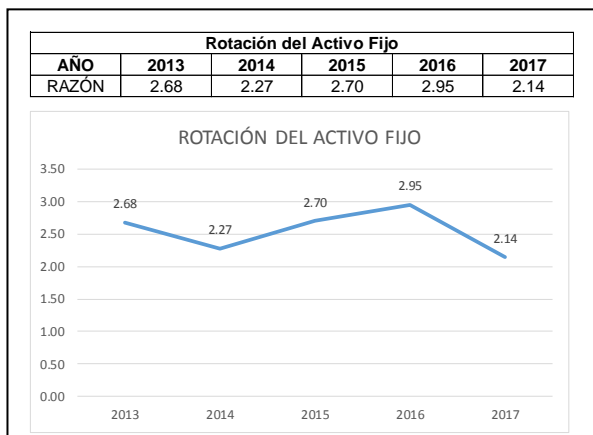 Rotación del Activo Fijo
AÑO 2013 2014 2015 2016 2017
RAZÓN 2.68 2.27 2.70 2.95 2.14
ROTACIÓN DEL ACTIVO FIJO
3.50
3.00
2.50
2.00
1.50
1.00
0.50
0.00
2.68
2.27
2.70
2.95
2.14
2013 2014 2015 2016 2017